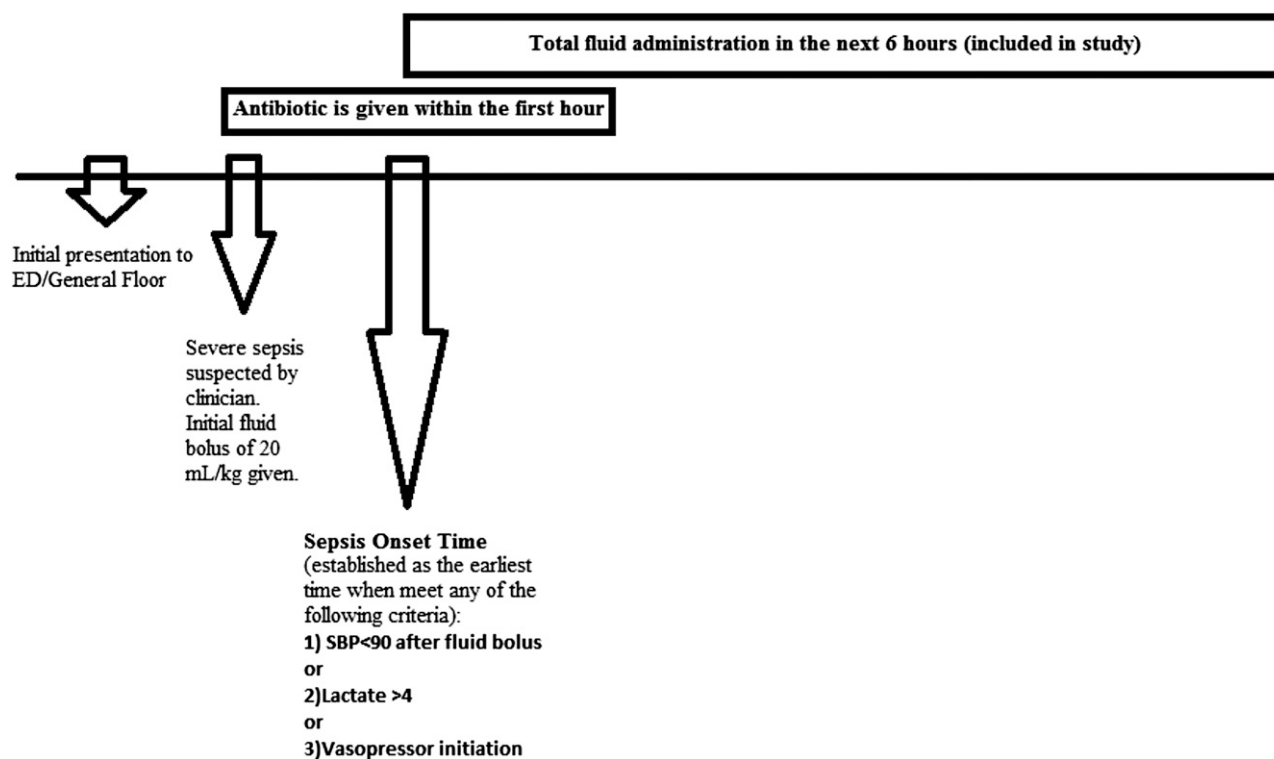 Total fluid administration in the next 6 hours (included in study)
Antibiotic is given within the first hour
Initial presentation to
ED/General Floor
Severe sepsis
suspected by
clinician.
Initial fluid
bolus of 20
mL/kg given.
Sepsis Onset Time
(established as the earliest
time when meet any of the
following criteria):
1) SBP<90 after fluid bolus
or
2)Lactate >4
or
3)Vasopressor initiation